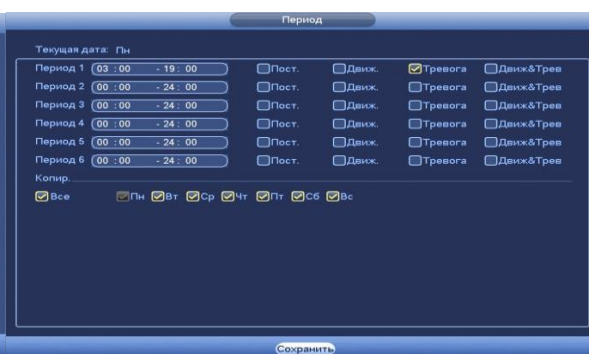 Период
Текущая дата: Пн
Период 1 03 :00 - 19 : 00 Пост. Движ. Тревога Движ&Трев
Период 2 00 :00 - 24 : 00 Пост. Движ. Тревога Движ&Трев
Период 3 00 :00 - 24 : 00 Пост. Движ. Тревога Движ&Трев
Период 4 00 :00 - 24 : 00 Пост. Движ. Тревога Движ&Трев
Период 5 00 :00 - 24 : 00 Пост. Движ. Тревога Движ&Трев
Период 6 00 :00 - 24 : 00 Пост. Движ. Тревога Движ&Трев
Копир.
Все Пн Вт Ср Чт Пт Сб Вс
Сохранить